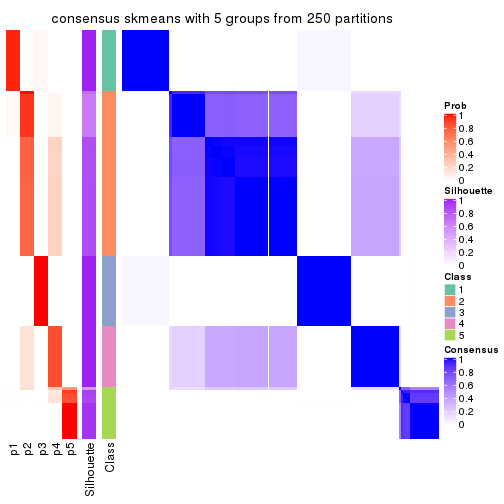 consensus skmeans with 5 groups from 250 partitions
Prob
1
0.8
0.6
0.4
0.2
0
Silhouette
1
0.8
0.6
0.4
0.2
0
Class
1
2
3
4
5
Consensus
1
0.8
0.6
0.4
0.2
0
p1
p2
p3
p4
p5
Silhouette
Class